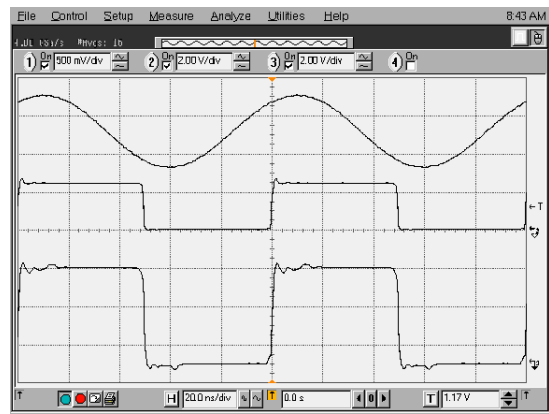 File Control Setup Measure Analyze Utilities Help 8:43 AM
1) On 500 mV/div 2) On 2.00 V/div 3) On 2.00 V/div 4) On
T
H 20.0 ns/div T 0.0 s 0 T 1.17 V